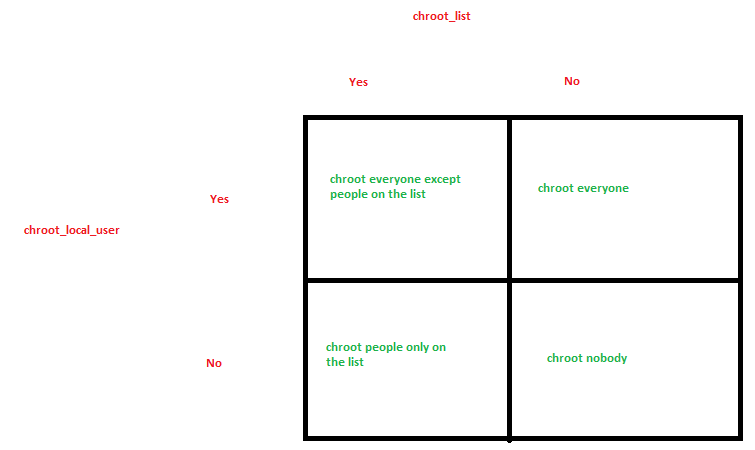 chroot_list
Yes
No
chroot everyone except
people on the list
chroot everyone
Yes
chroot_local_user
chroot people only on
the list
chroot nobody
No